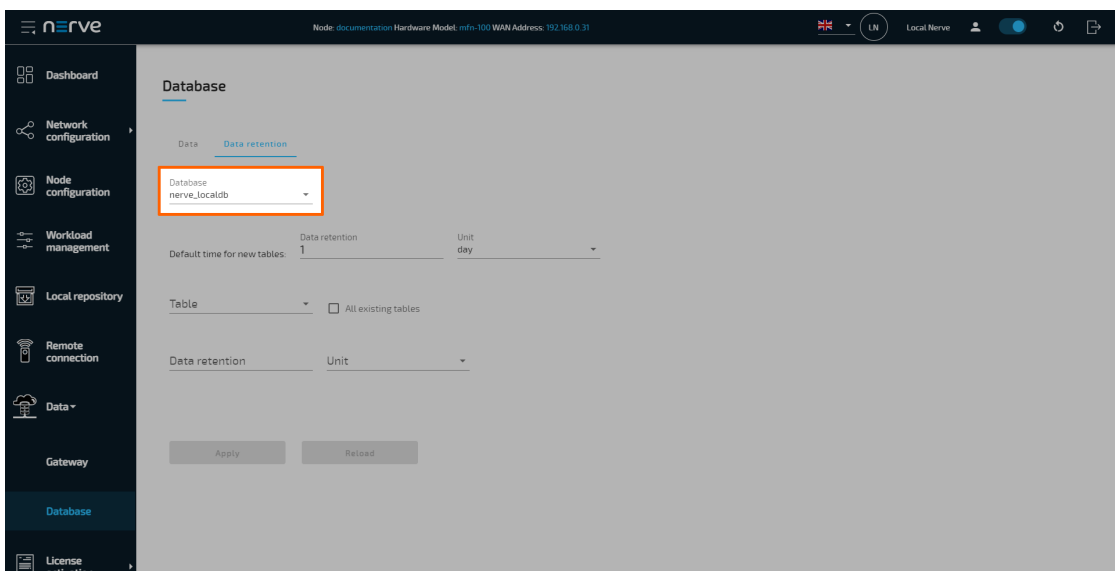 nerve
Node: documentation Hardware Model: mfn-100 WAN Address: 192.168.0.31
LN
Local Nerve
Dashboard
Network
configuration
Node
configuration
Workload
management
Local repository
Remote
connection
Data
Gateway
Database
License
Database
Data
Data retention
Database
nerve_localdb
Default time for new tables:
Data retention
1
Unit
day
Table
All existing tables
Data retention
Unit
Apply
Reload